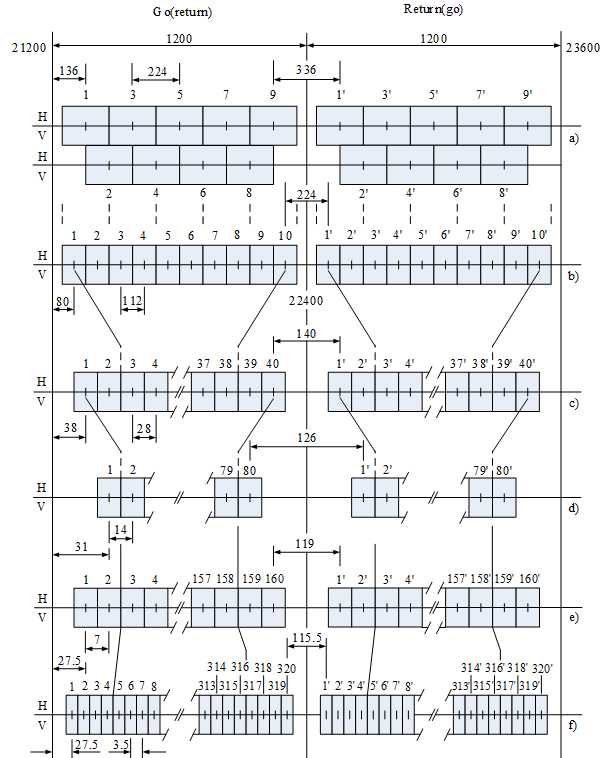 Go(return) Return(go)
21200 1200 1200 23600
136 224 336
1 3 5 7 9 1' 3' 5' 7' 9'
H
V a)
H
V
2 4 6 8 2' 4' 6' 8'
224
1 2 3 4 5 6 7 8 9 10 1' 2' 3' 4' 5' 6' 7' 8' 9' 10'
H
V b)
80 112 22400
140
1 2 3 4 37 38 39 40 1' 2' 3' 4' 37' 38' 39' 40'
H
V c)
38 28
126
1 2 79 80 1' 2' 79' 80'
H
V d)
14
31 119
1 2 3 4 157 158 159 160 1' 2' 3' 4' 157' 158' 159' 160'
H
V e)
7
27.5 115.5
314 316 318 320 314' 316' 318' 320'
1 2 3 4 5 6 7 8 313 315 317 319 1' 2' 3' 4' 5' 6' 7' 8' 313' 315' 317' 319'
H
V f)
27.5 3.5